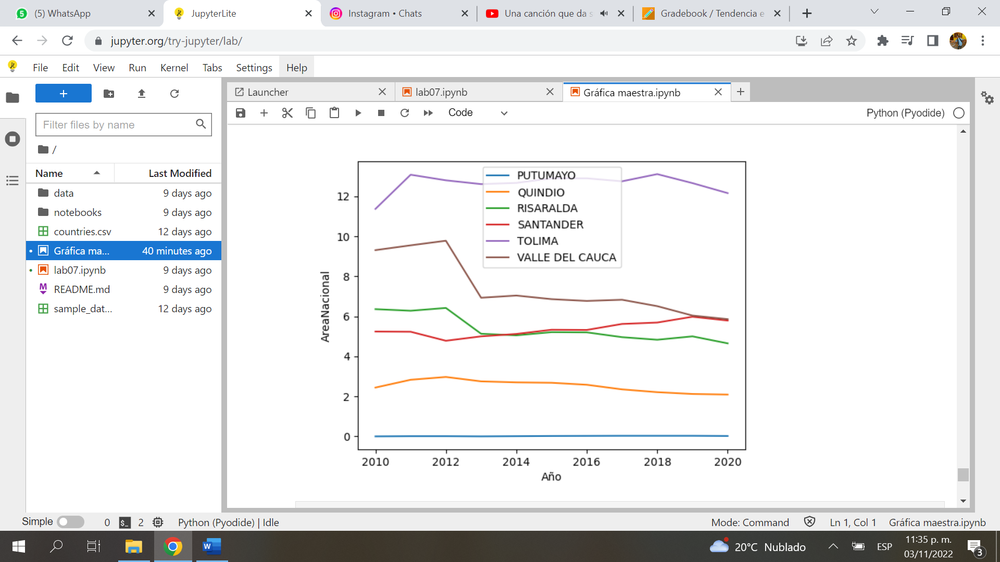 (5) WhatsApp
JupyterLite
Instagram • Chats
Una canción que da s
Gradebook / Tendencia e
jupyter.org/try-jupyter/lab/
File Edit View Run Kernel Tabs Settings Help
Launcher
lab07.ipynb
Gráfica maestra.ipynb
Code
Python (Pyodide)
Filter files by name
/
Name Last Modified
data 9 days ago
notebooks 9 days ago
countries.csv 12 days ago
Gráfica ma... 40 minutes ago
lab07.ipynb 9 days ago
README.md 9 days ago
sample_dat... 12 days ago
PUTUMAYO
QUINDIO
RISARALDA
SANTANDER
TOLIMA
VALLE DEL CAUCA
12
10
8
6
4
2
0
AreaNacional
2010 2012 2014 2016 2018 2020
Año
Simple 0 $_ 2 Python (Pyodide) | Idle
Mode: Command Ln 1, Col 1 Gráfica maestra.ipynb
20°C Nublado
ESP
11:35 p. m.
03/11/2022
3